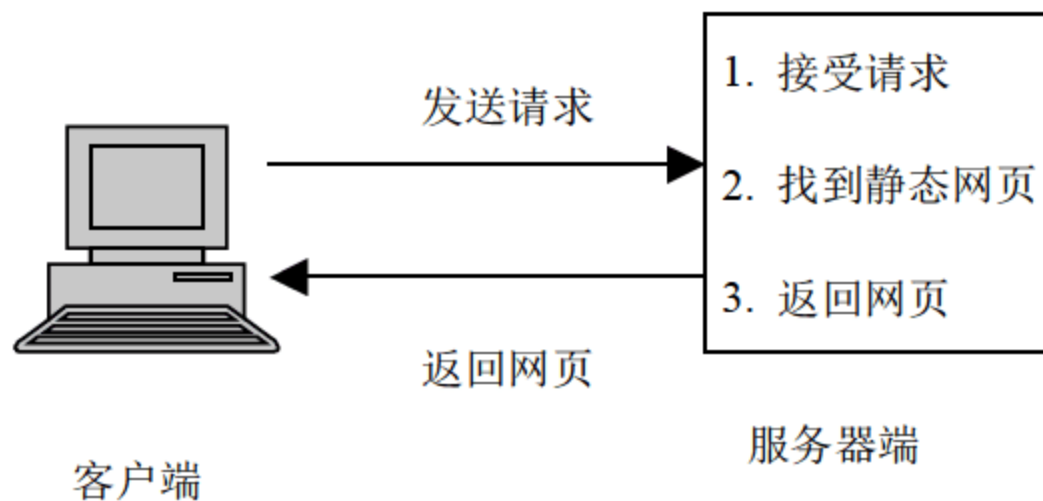 发送请求
1. 接受请求
2. 找到静态网页
3. 返回网页
返回网页
客户端
服务器端